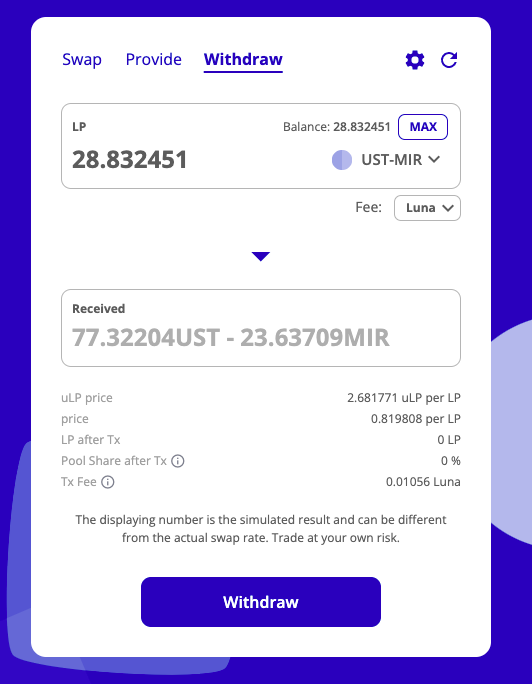 Swap Provide Withdraw
LP Balance: 28.832451 MAX
28.832451 UST-MIR
Fee: Luna
Received
77.32204UST - 23.63709MIR
uLP price 2.681771 uLP per LP
price 0.819808 per LP
LP after Tx 0 LP
Pool Share after Tx 0 %
Tx Fee 0.01056 Luna
The displaying number is the simulated result and can be different
from the actual swap rate. Trade at your own risk.
Withdraw